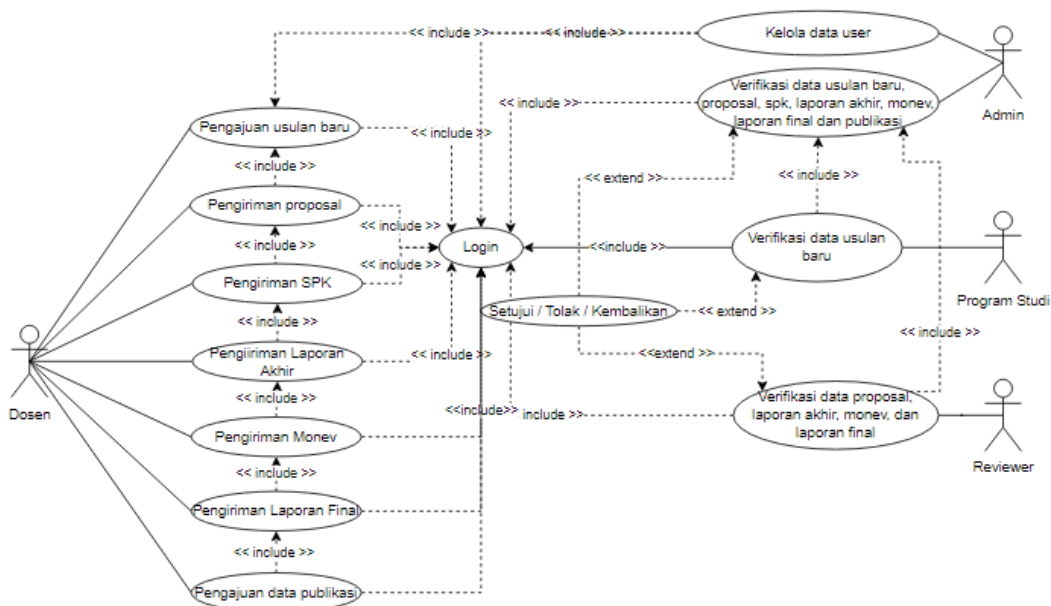 << include >>
<< include >>
Kelola data user
Admin
Verifikasi data usulan baru,
proposal, spk, laporan akhir, monev,
laporan final dan publikasi
<< include >>
Pengajuan usulan baru
<< include >>
<< include >>
<< extend >>
<< include >>
Pengiriman proposal
<< include >>
Login
<<include>>
Verifikasi data usulan
baru
Program Studi
<< include >>
<< include >>
Pengiriman SPK
Setujui / Tolak / Kembalikan
<< extend >>
<< include >>
<< include >>
Pengiiriman Laporan
Akhir
<< include >>
<<extend >>
Dosen
<< include >>
<<include>>
include >>
Verifikasi data proposal,
laporan akhir, monev, dan
laporan final
Reviewer
Pengiriman Monev
<< include >>
Pengiriman Laporan Final
<< include >>
Pengajuan data publikasi